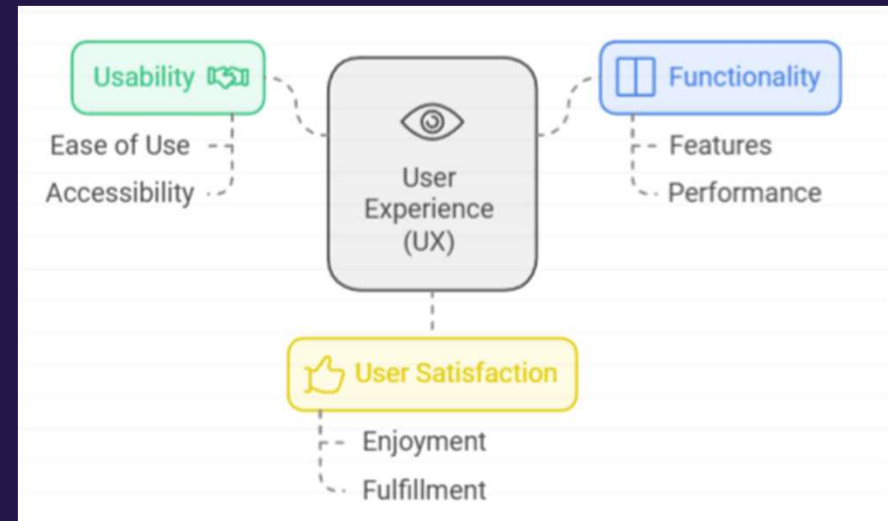 Usability
Ease of Use
Accessibility
User
Experience
(UX)
Functionality
Features
Performance
User Satisfaction
Enjoyment
Fulfillment